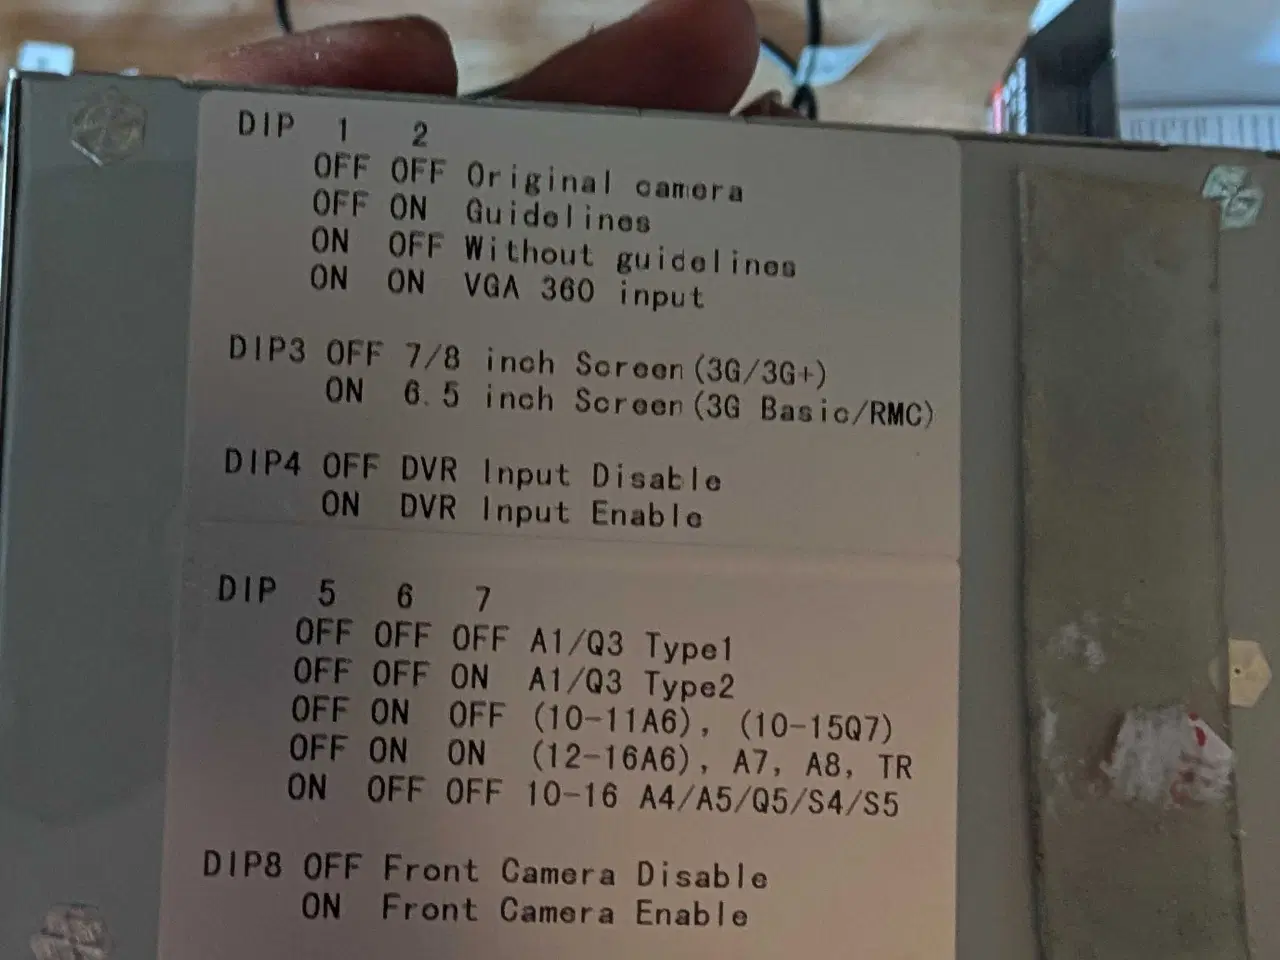 DIP 1 2
OFF OFF Original camera
OFF ON Guidelines
ON OFF Without guidelines
ON ON VGA 360 input
DIP3 OFF 7/8 inch Screen(3G/3G+)
ON 6.5 inch Screen(3G Basic/RMC)
DIP4 OFF DVR Input Disable
ON DVR Input Enable
DIP 5 6 7
OFF OFF OFF A1/Q3 Type1
OFF OFF ON A1/Q3 Type2
OFF ON OFF (10-11A6), (10-15Q7)
OFF ON ON (12-16A6), A7, A8, TR
ON OFF OFF 10-16 A4/A5/Q5/S4/S5
DIP8 OFF Front Camera Disable
ON Front Camera Enable